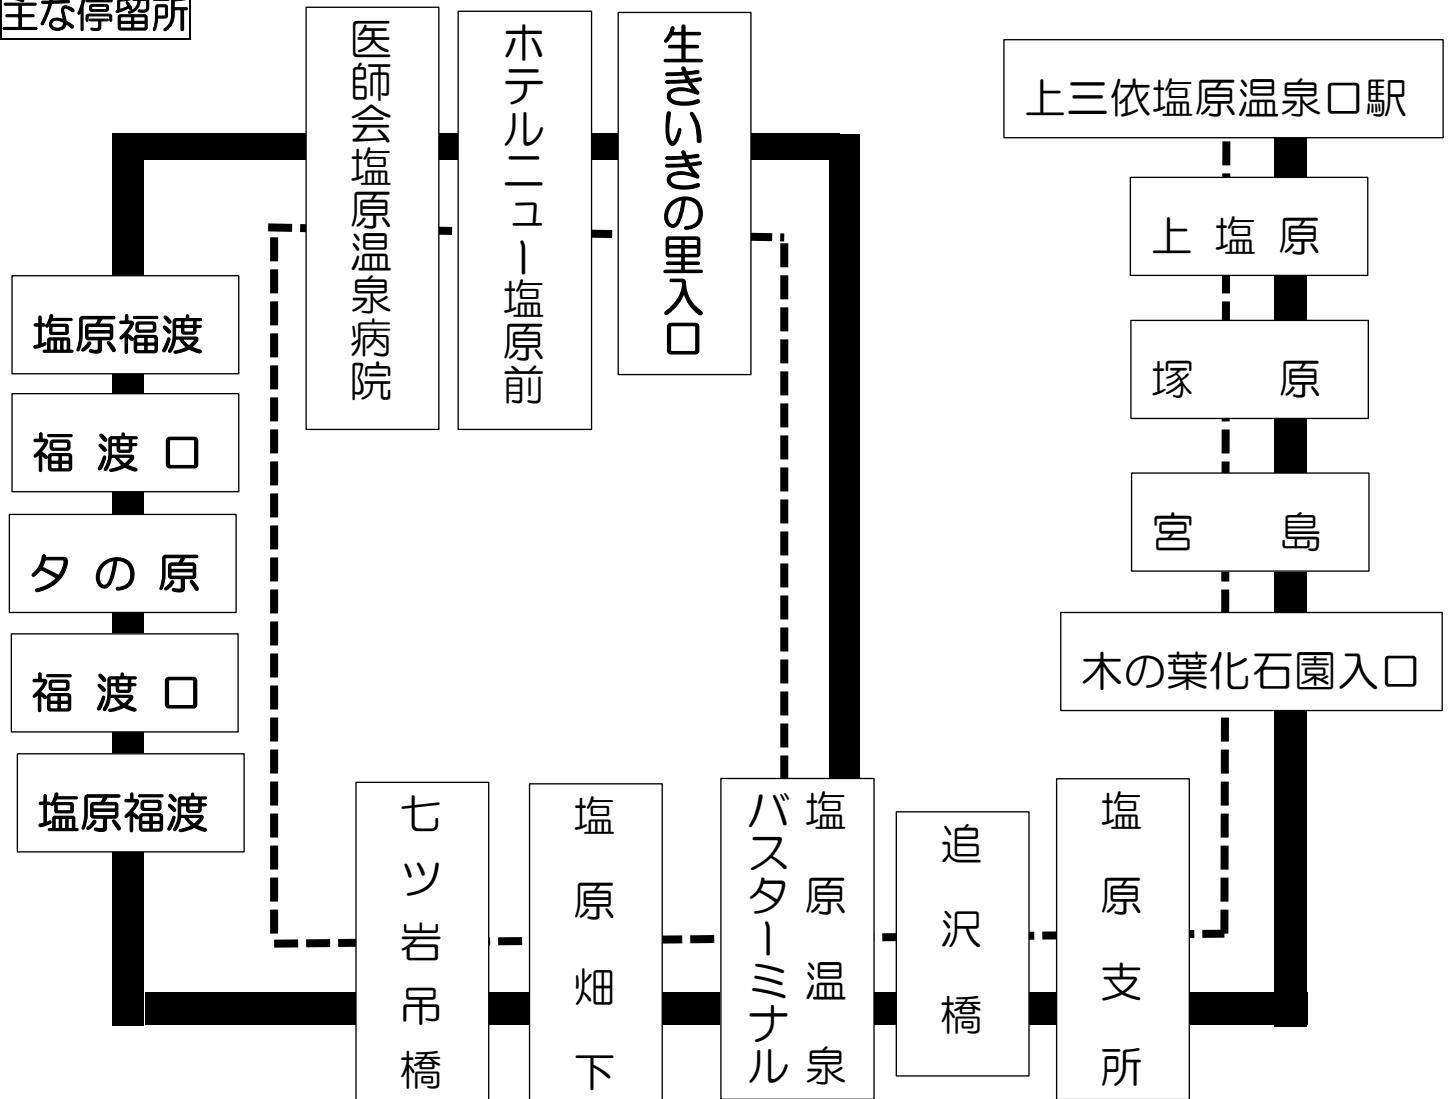 主な停留所
医師会塩原温泉病院
ホテルニュー塩原前
生きいきの里入口
上三依塩原温泉口駅
上塩原
塚原
宮島
木の葉化石園入口
塩原福渡
福渡口
夕の原
福渡口
塩原福渡
七ツ岩吊橋
塩原畑下
塩原温泉
バスターミナル
追沢橋
塩原支所